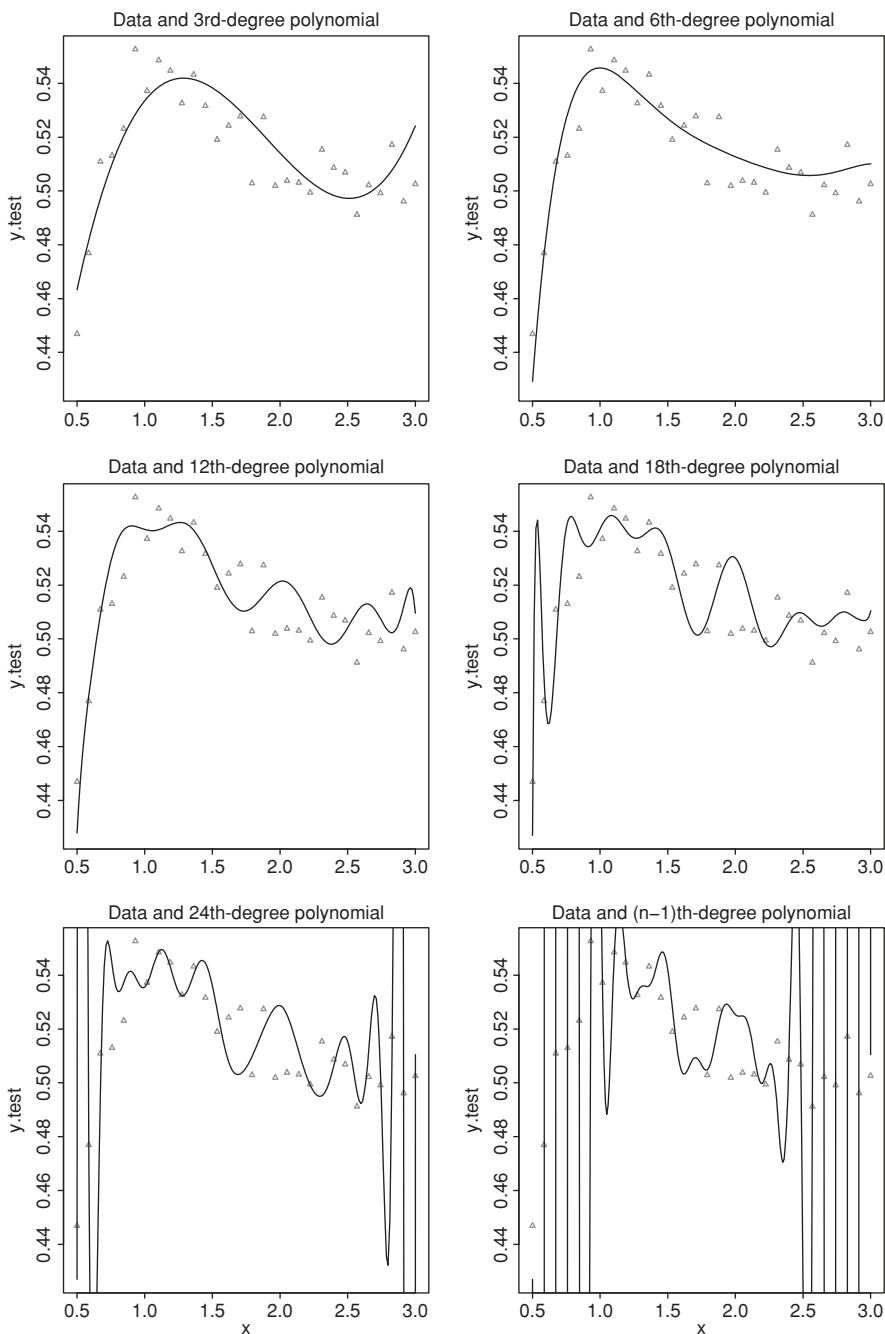 Data and 3rd-degree polynomial
y.test
0.54
0.52
0.50
0.48
0.46
0.44
0.5 1.0 1.5 2.0 2.5 3.0
Data and 6th-degree polynomial
y.test
0.54
0.52
0.50
0.48
0.46
0.44
0.5 1.0 1.5 2.0 2.5 3.0
Data and 12th-degree polynomial
y.test
0.54
0.52
0.50
0.48
0.46
0.44
0.5 1.0 1.5 2.0 2.5 3.0
Data and 18th-degree polynomial
y.test
0.54
0.52
0.50
0.48
0.46
0.44
0.5 1.0 1.5 2.0 2.5 3.0
Data and 24th-degree polynomial
y.test
0.54
0.52
0.50
0.48
0.46
0.44
0.5 1.0 1.5 2.0 2.5 3.0
x
Data and (n−1)th-degree polynomial
y.test
0.54
0.52
0.50
0.48
0.46
0.44
0.5 1.0 1.5 2.0 2.5 3.0
x